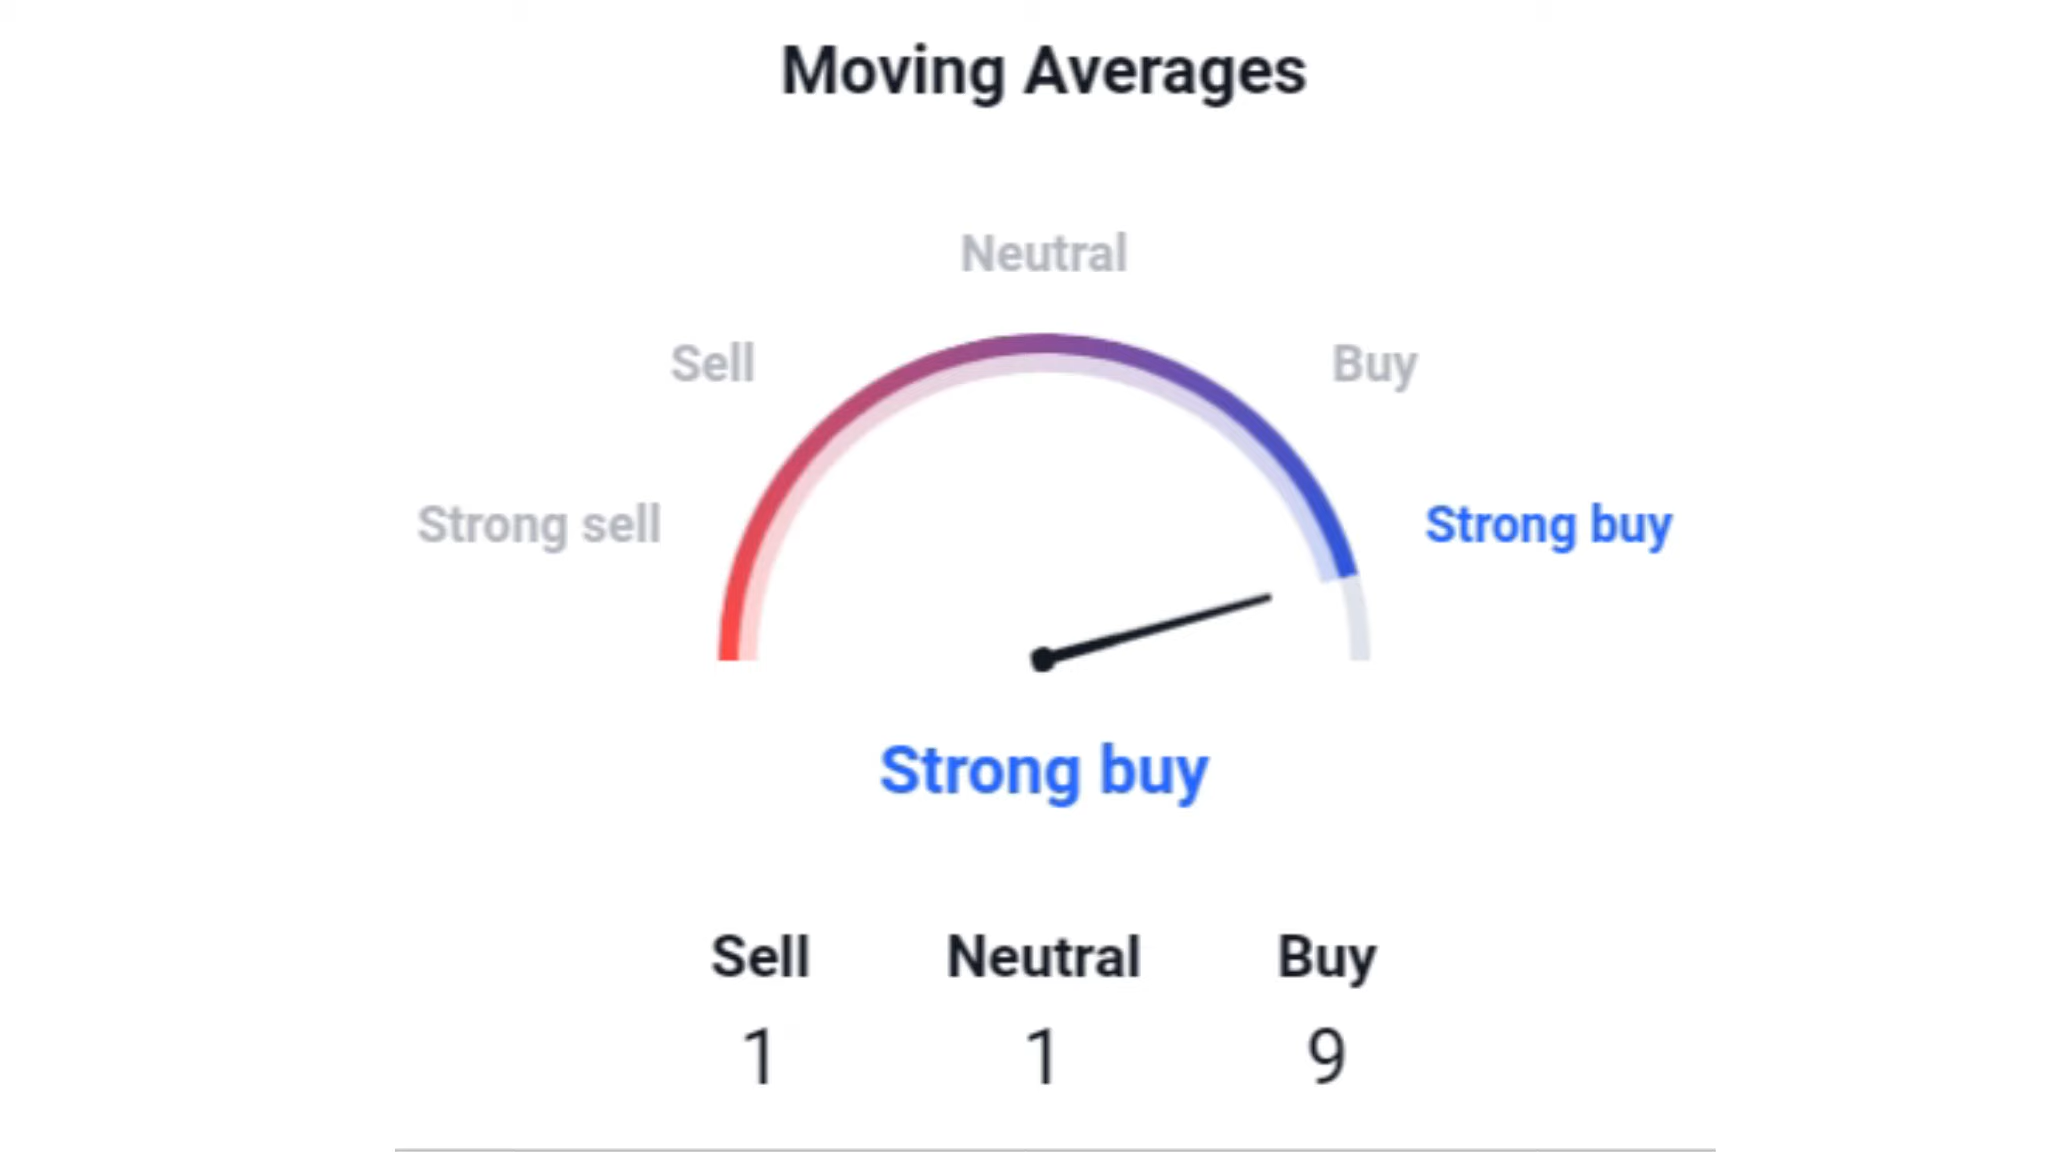 Moving Averages
Neutral
Sell
Buy
Strong sell
Strong buy
Strong buy
Sell Neutral Buy
1 1 9